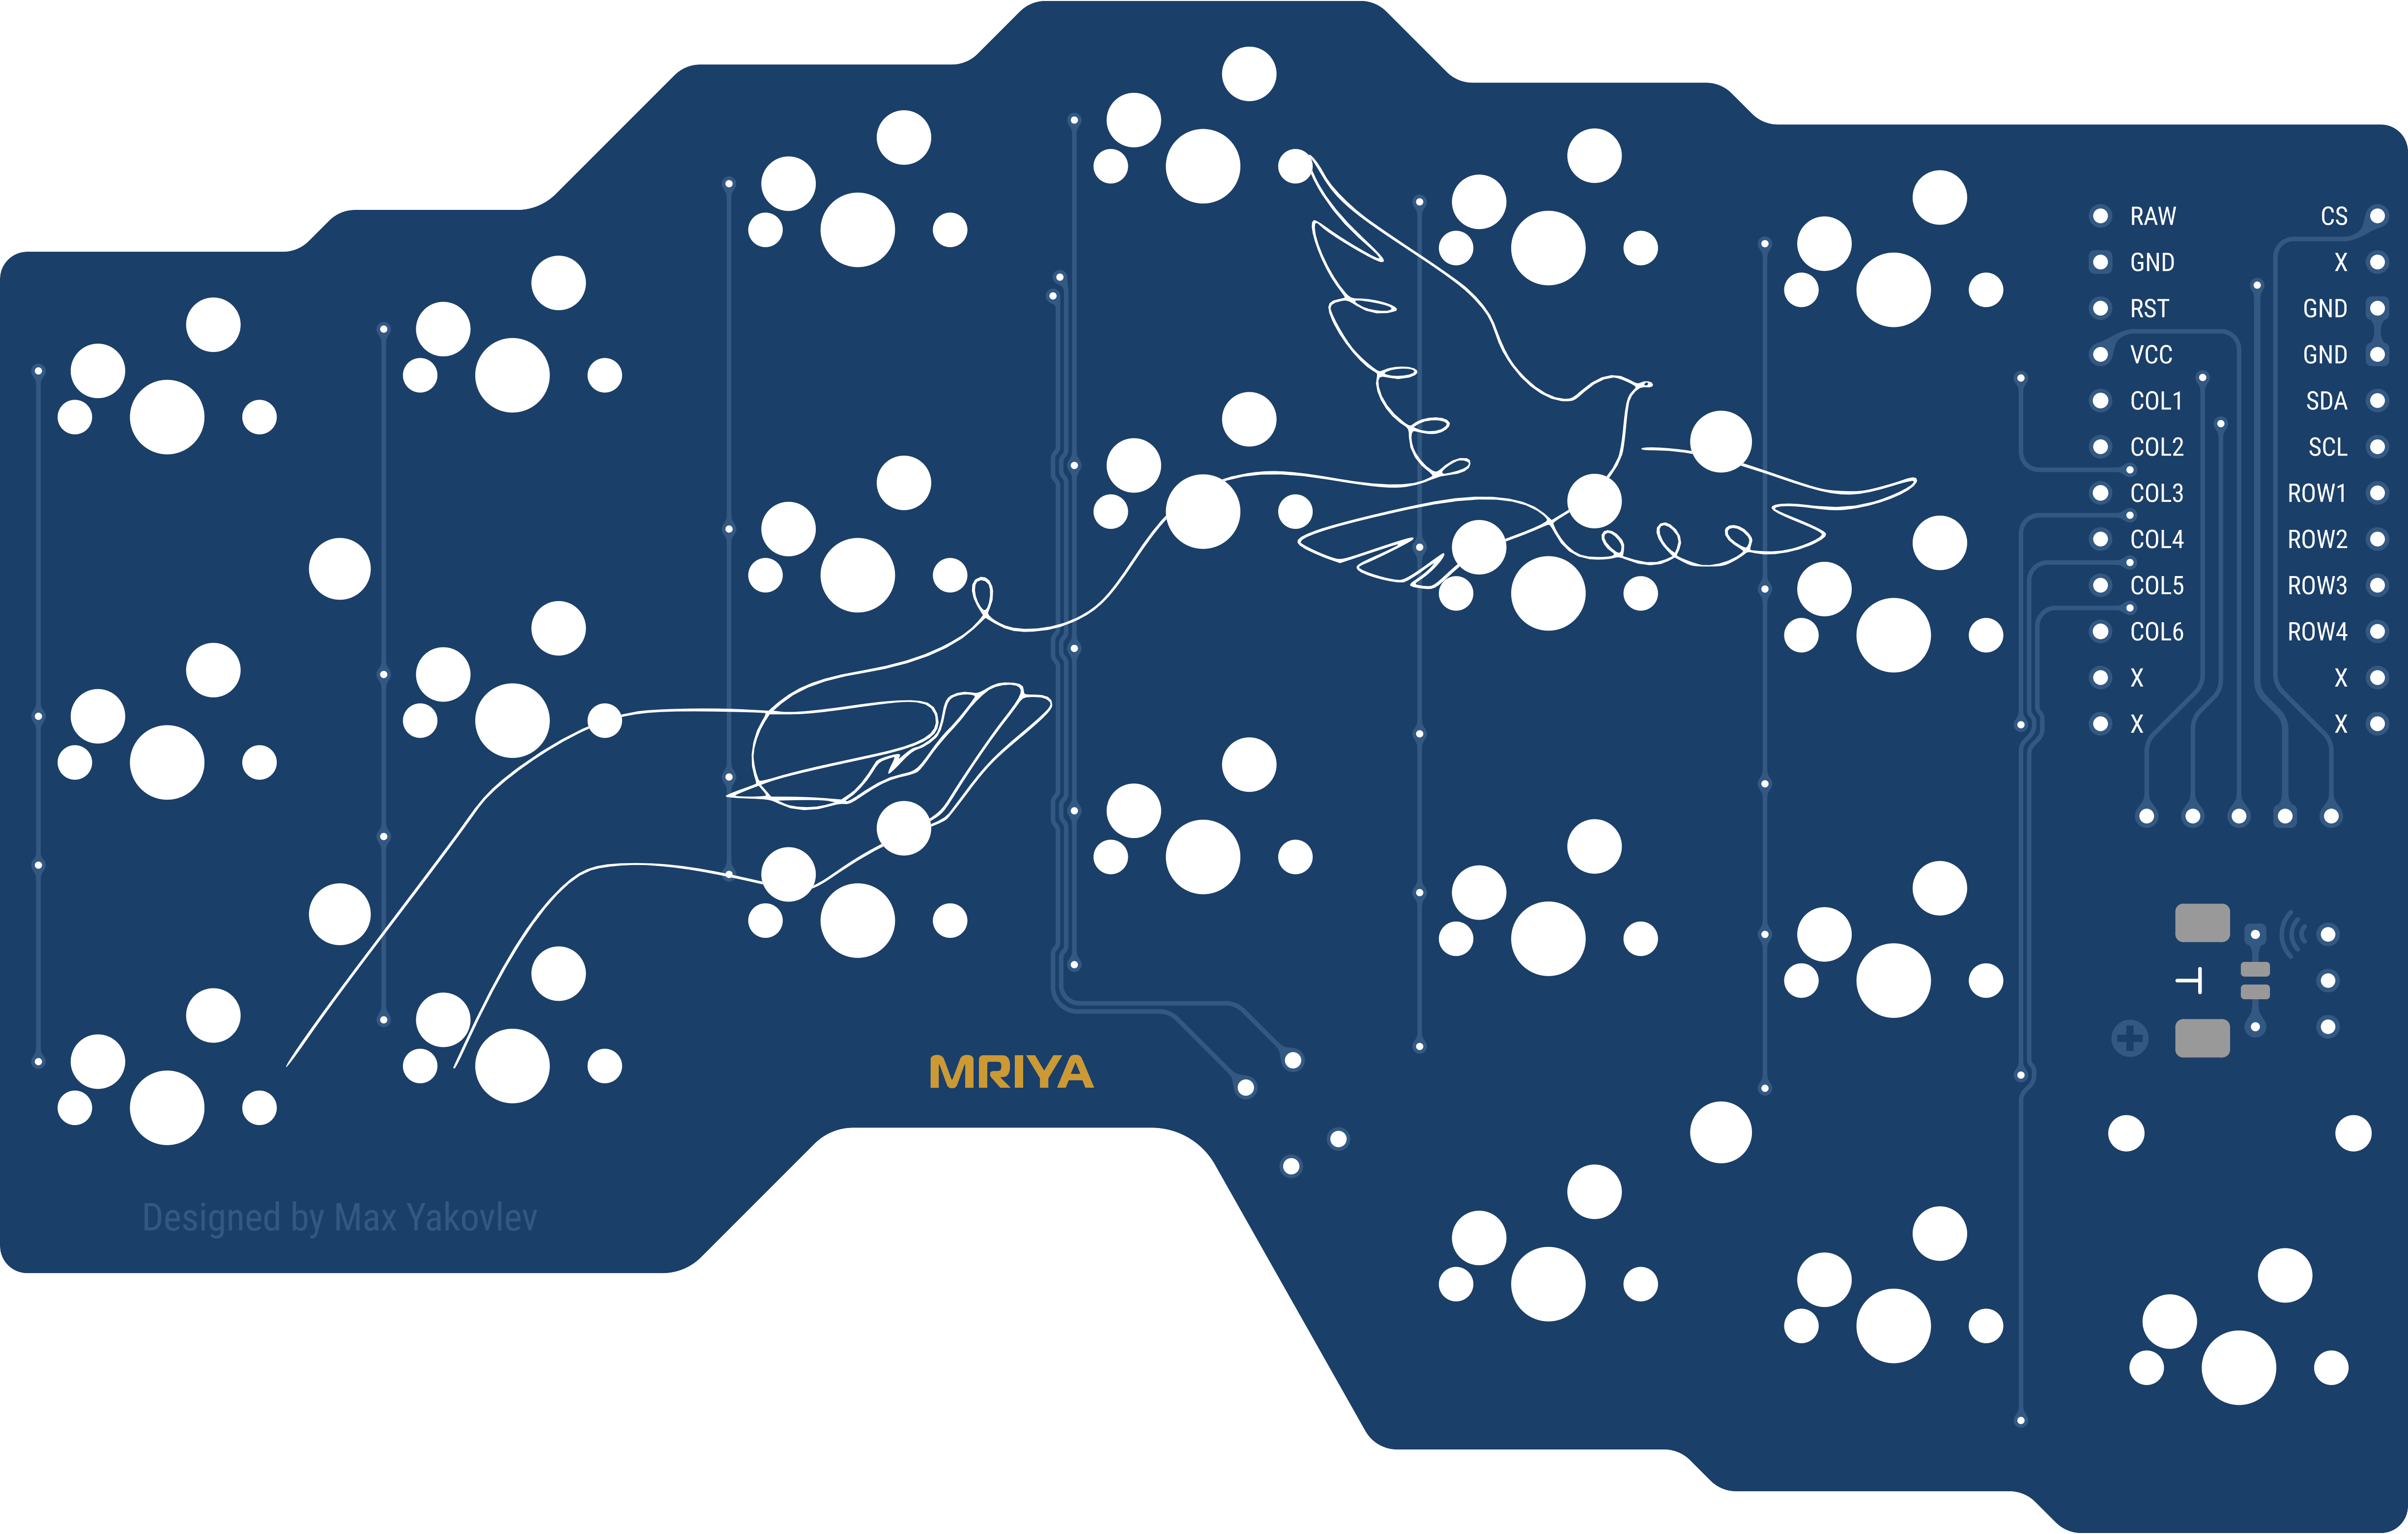 RAW CS
GND X
RST GND
VCC GND
COL1 SDA
COL2 SCL
COL3 ROW1
COL4 ROW2
COL5 ROW3
COL6 ROW4
X X
X X
MRIYA
Designed by Max Yakovlev